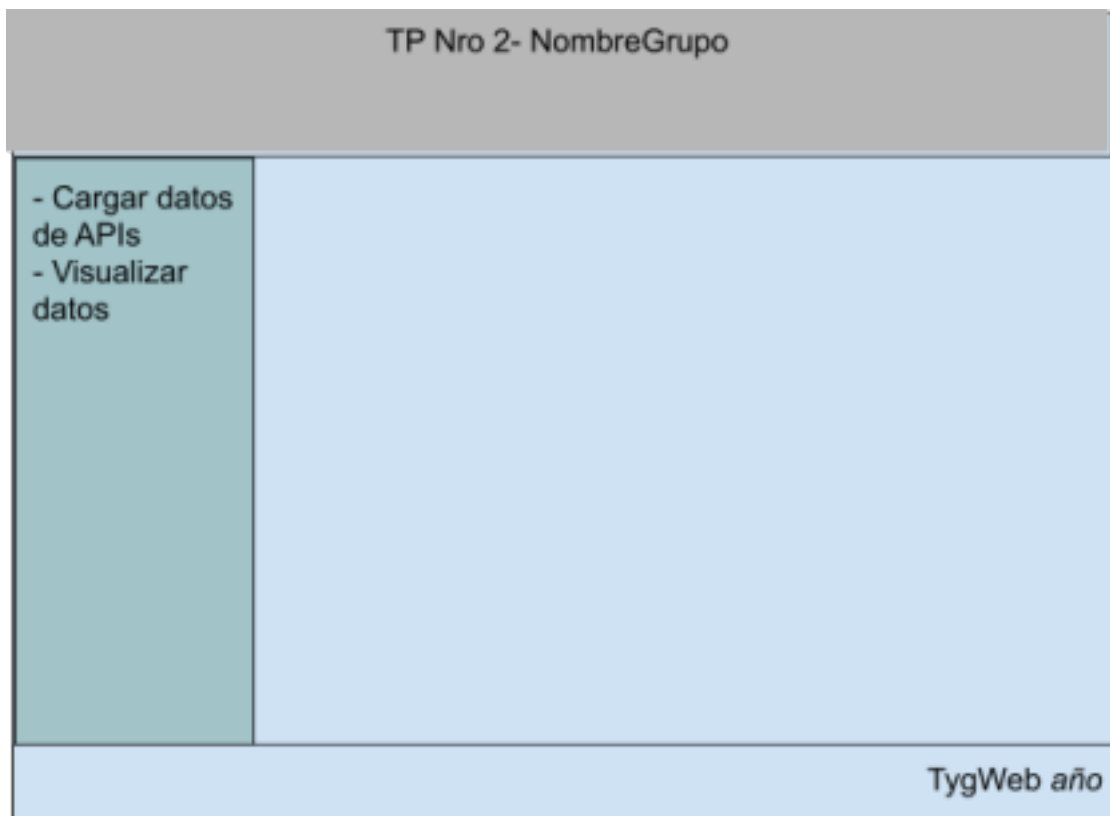 TP Nro 2- NombreGrupo
- Cargar datos
de APIs
- Visualizar
datos
TygWeb año